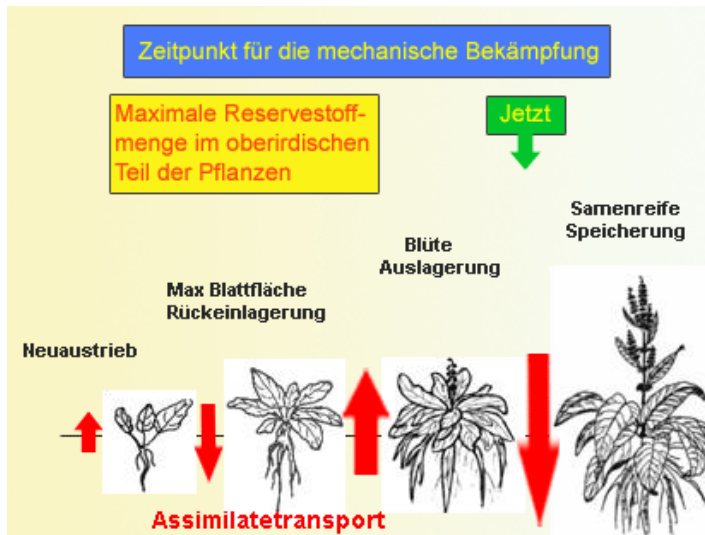 Zeitpunkt für die mechanische Bekämpfung
Maximale Reservestoff-
menge im oberirdischen
Teil der Pflanzen
Jetzt
Samenreife
Speicherung
Blüte
Auslagerung
Max Blattfläche
Rückeinlagerung
Neuaustrieb
Assimilatetransport